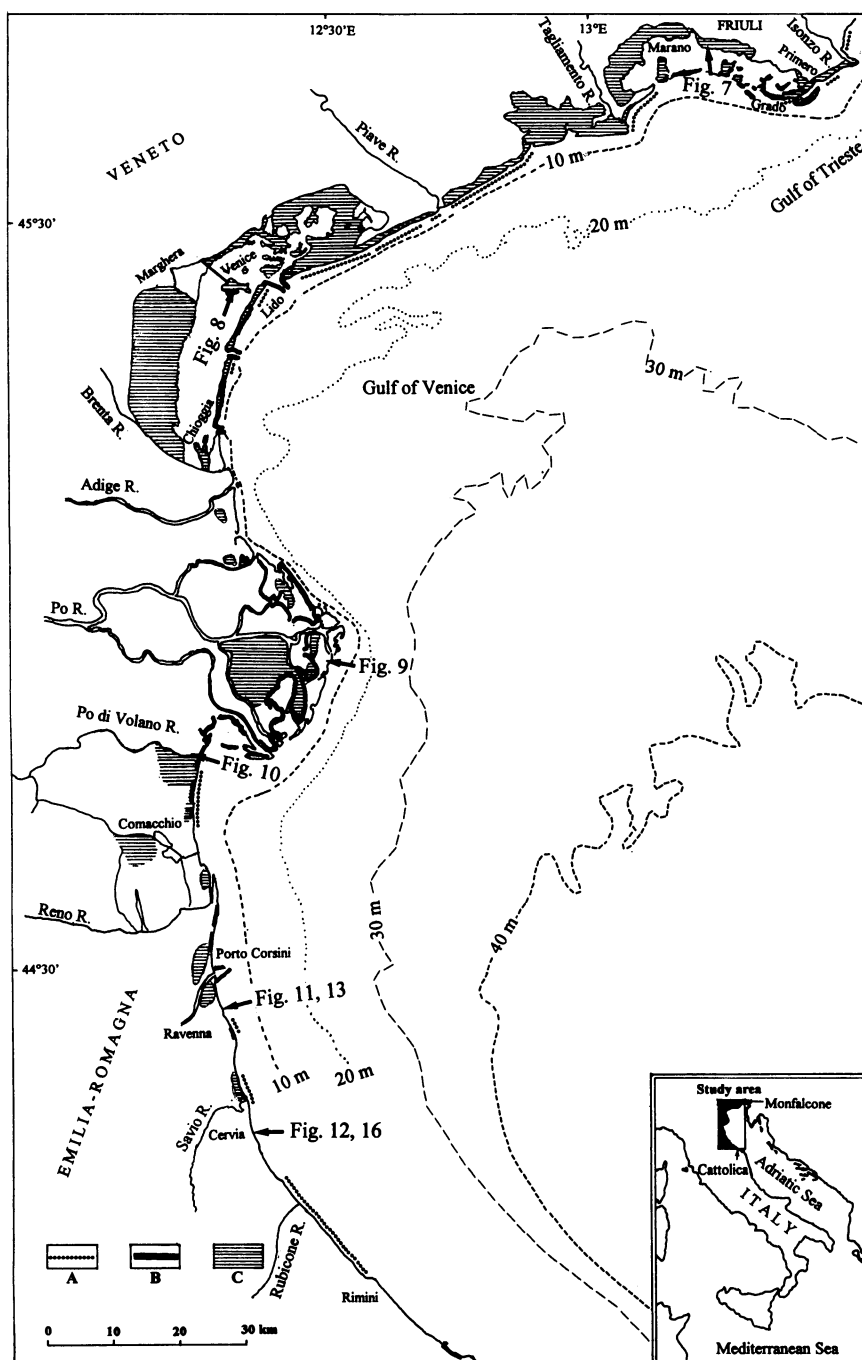 12°30'E
13°E
FRIULI
Isonzo R.
Tagliamento R.
Marano
Primero
Fig. 7
Grado
Piave R.
VENETO
10 m
Gulf of Trieste
20 m
45°30'
Marghera
Venice
Lido
Fig. 8
30 m
Gulf of Venice
Brenta R.
Chioggia
Adige R.
Po R.
Fig. 9
Po di Volano R.
Fig. 10
Comacchio
Reno R.
30 m
40 m
Porto Corsini
44°30'
Fig. 11, 13
Ravenna
EMILIA-ROMAGNA
10 m
20 m
Savio R.
Cervia
Fig. 12, 16
Study area
Monfalcone
Cattolica
Adriatic Sea
ITALY
Mediterranean Sea
A
B
C
Rubicone R.
Rimini
0 10 20 30 km